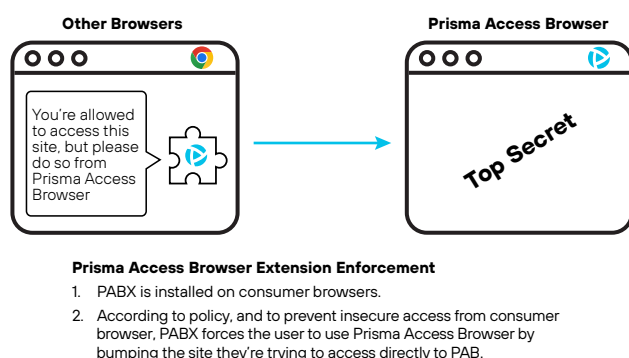 Other Browsers
Prisma Access Browser
You're allowed
to access this
site, but please
do so from
Prisma Access
Browser
Top Secret
Prisma Access Browser Extension Enforcement
1. PABX is installed on consumer browsers.
2. According to policy, and to prevent insecure access from consumer
browser, PABX forces the user to use Prisma Access Browser by
bumping the site they're trying to access directly to PAB.